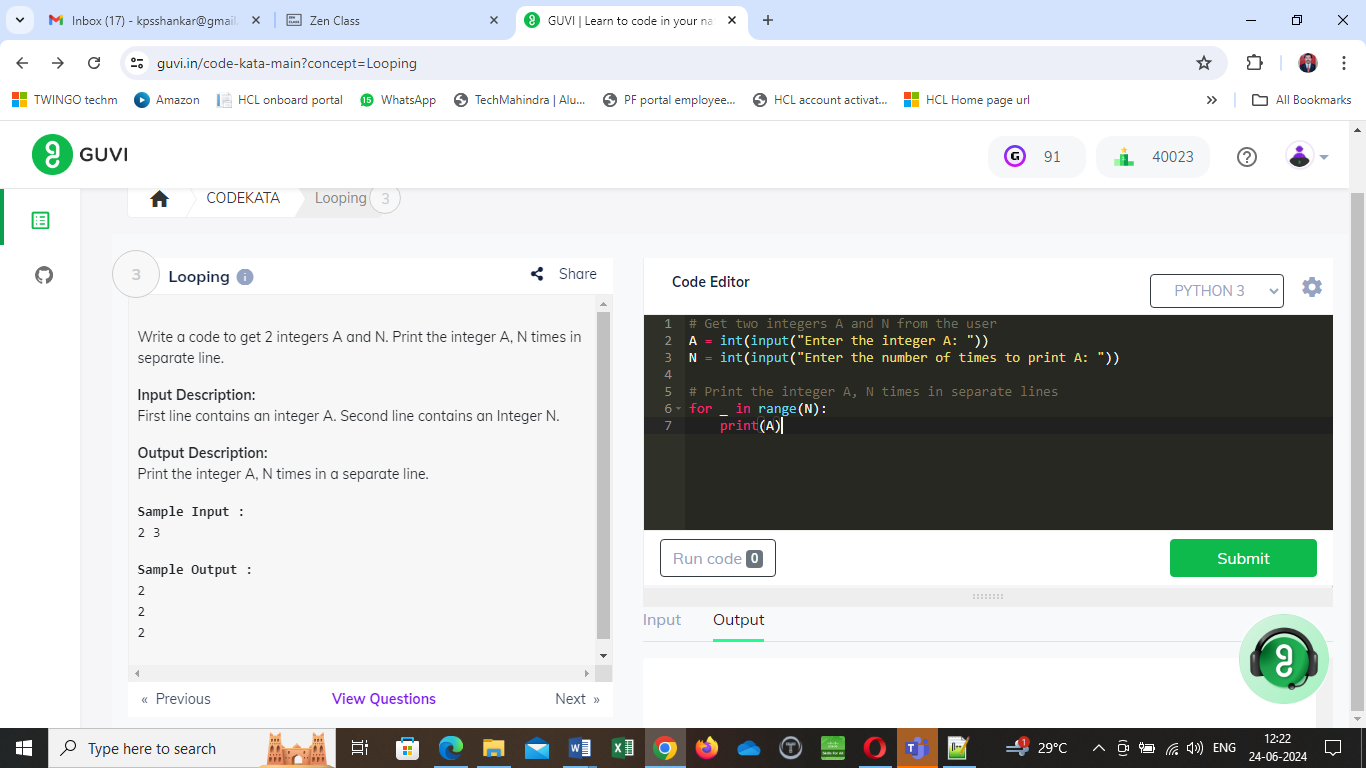 Inbox (17) - kpsshankar@gmail.
Zen Class
GUVI | Learn to code in your na
guvi.in/code-kata-main?concept=Looping
TWINGO techm
Amazon
HCL onboard portal
WhatsApp
TechMahindra | Alu...
PF portal employee...
HCL account activat...
HCL Home page url
»
All Bookmarks
GUVI
91
40023
CODEKATA
Looping
3
3
Looping
Share
Write a code to get 2 integers A and N. Print the integer A, N times in
separate line.
Input Description:
First line contains an integer A. Second line contains an Integer N.
Output Description:
Print the integer A, N times in a separate line.
Sample Input :
2 3
Sample Output :
2
2
2
« Previous
View Questions
Next »
Code Editor
PYTHON 3
1 # Get two integers A and N from the user
2 A = int(input("Enter the integer A: "))
3 N = int(input("Enter the number of times to print A: "))
4
5 # Print the integer A, N times in separate lines
6 for _ in range(N):
7     print(A)
Run code 0
Submit
Input
Output
Type here to search
1
29°C
ENG
12:22
24-06-2024